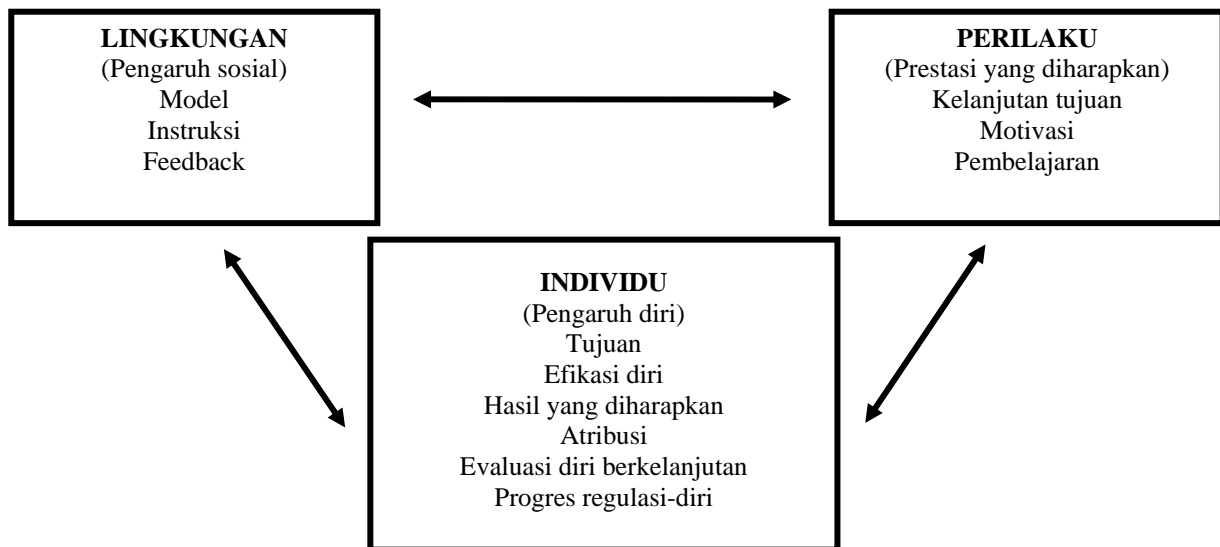 LINGKUNGAN
(Pengaruh sosial)
Model
Instruksi
Feedback
PERILAKU
(Prestasi yang diharapkan)
Kelanjutan tujuan
Motivasi
Pembelajaran
INDIVIDU
(Pengaruh diri)
Tujuan
Efikasi diri
Hasil yang diharapkan
Atribusi
Evaluasi diri berkelanjutan
Progres regulasi-diri